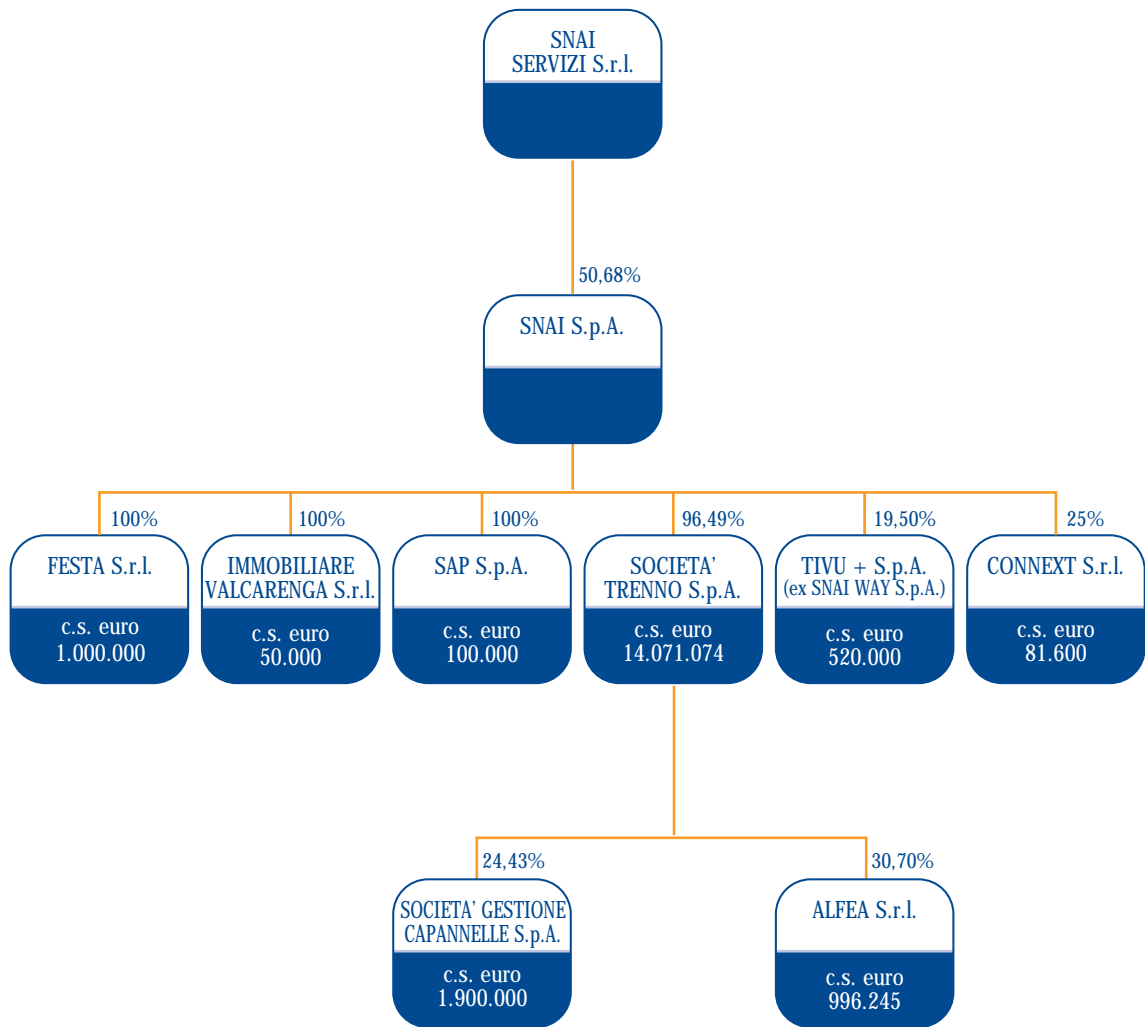 SNAI
SERVIZI S.r.l.
50,68%
SNAI S.p.A.
100%
100%
100%
96,49%
19,50%
25%
FESTA S.r.l.
c.s. euro
1.000.000
IMMOBILIARE
VALCARENGA S.r.l.
c.s. euro
50.000
SAP S.p.A.
c.s. euro
100.000
SOCIETA'
TRENNO S.p.A.
c.s. euro
14.071.074
TIVU + S.p.A.
(ex SNAI WAY S.p.A.)
c.s. euro
520.000
CONNEXT S.r.l.
c.s. euro
81.600
24,43%
30,70%
SOCIETA' GESTIONE
CAPANNELLE S.p.A.
c.s. euro
1.900.000
ALFEA S.r.l.
c.s. euro
996.245